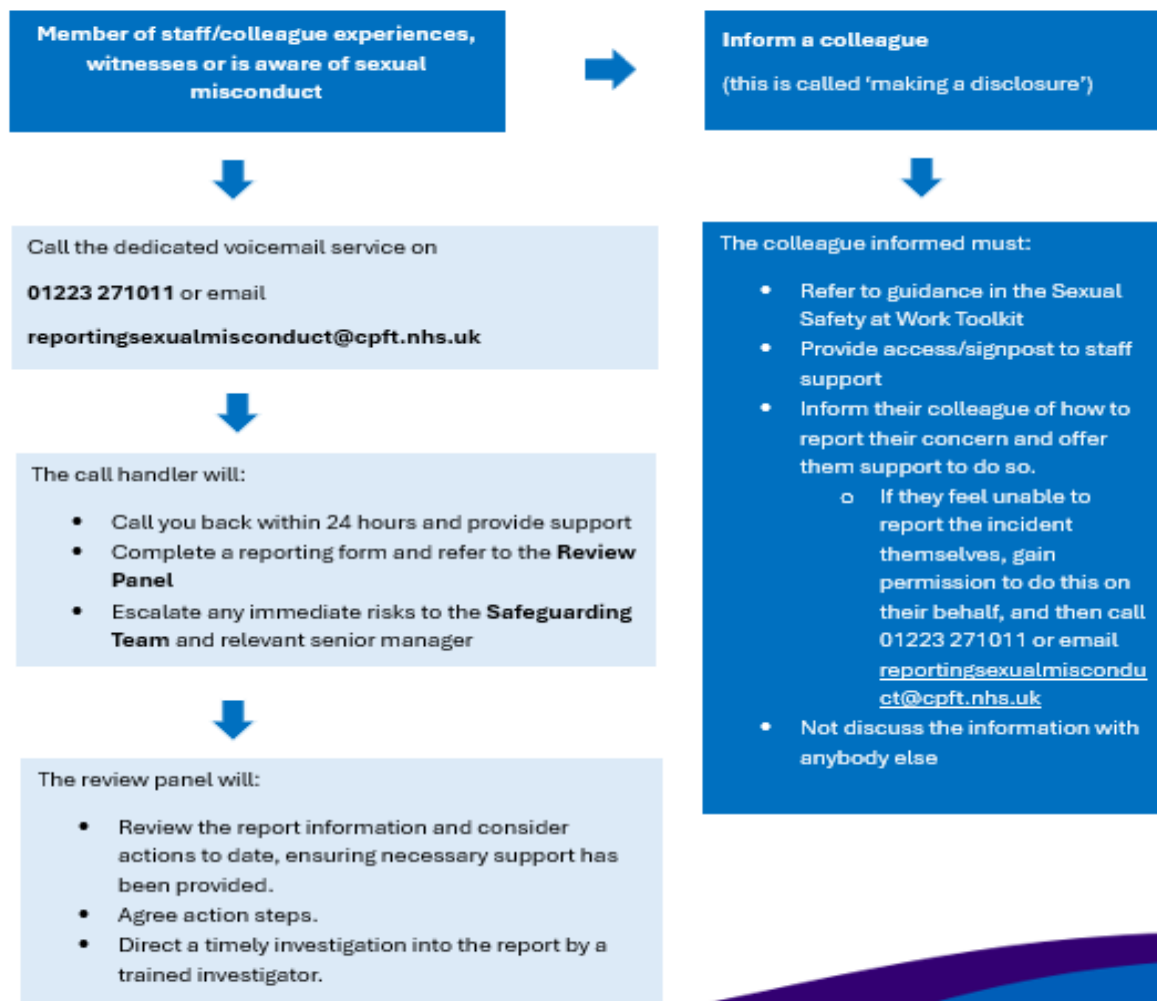 Member of staff/colleague experiences,
witnesses or is aware of sexual
misconduct
Inform a colleague
(this is called ‘making a disclosure’)
Call the dedicated voicemail service on
01223 271011 or email
reportingsexualmisconduct@cpft.nhs.uk
The call handler will:
• Call you back within 24 hours and provide support
• Complete a reporting form and refer to the Review
Panel
• Escalate any immediate risks to the Safeguarding
Team and relevant senior manager
The review panel will:
• Review the report information and consider
actions to date, ensuring necessary support has
been provided.
• Agree action steps.
• Direct a timely investigation into the report by a
trained investigator.
The colleague informed must:
• Refer to guidance in the Sexual
Safety at Work Toolkit
• Provide access/signpost to staff
support
• Inform their colleague of how to
report their concern and offer
them support to do so.
o If they feel unable to
report the incident
themselves, gain
permission to do this on
their behalf, and then call
01223 271011 or email
reportingsexualmiscondu
ct@cpft.nhs.uk
• Not discuss the information with
anybody else